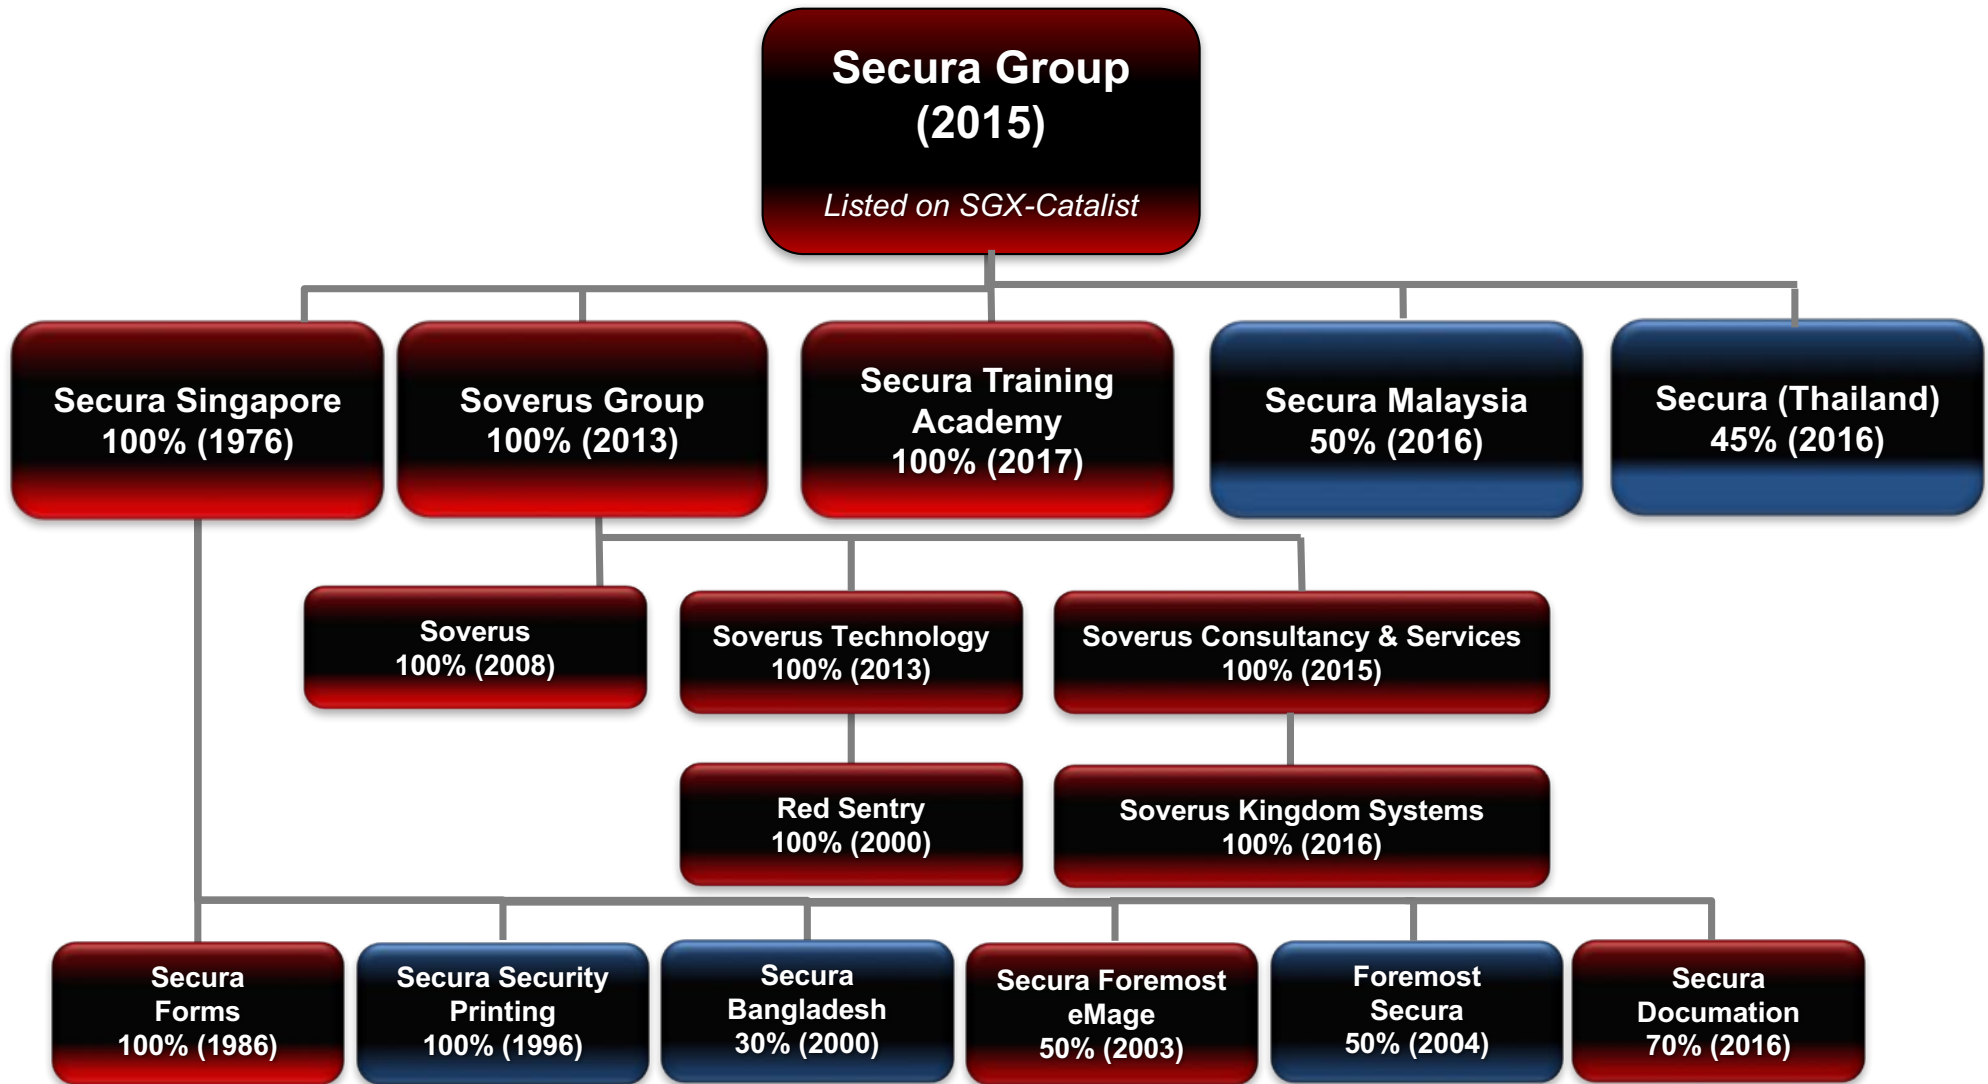 Secura Group
(2015)
Listed on SGX-Catalist
Secura Singapore
100% (1976)
Soverus Group
100% (2013)
Secura Training
Academy
100% (2017)
Secura Malaysia
50% (2016)
Secura (Thailand)
45% (2016)
Soverus
100% (2008)
Soverus Technology
100% (2013)
Soverus Consultancy & Services
100% (2015)
Red Sentry
100% (2000)
Soverus Kingdom Systems
100% (2016)
Secura
Forms
100% (1986)
Secura Security
Printing
100% (1996)
Secura
Bangladesh
30% (2000)
Secura Foremost
eMage
50% (2003)
Foremost
Secura
50% (2004)
Secura
Documation
70% (2016)